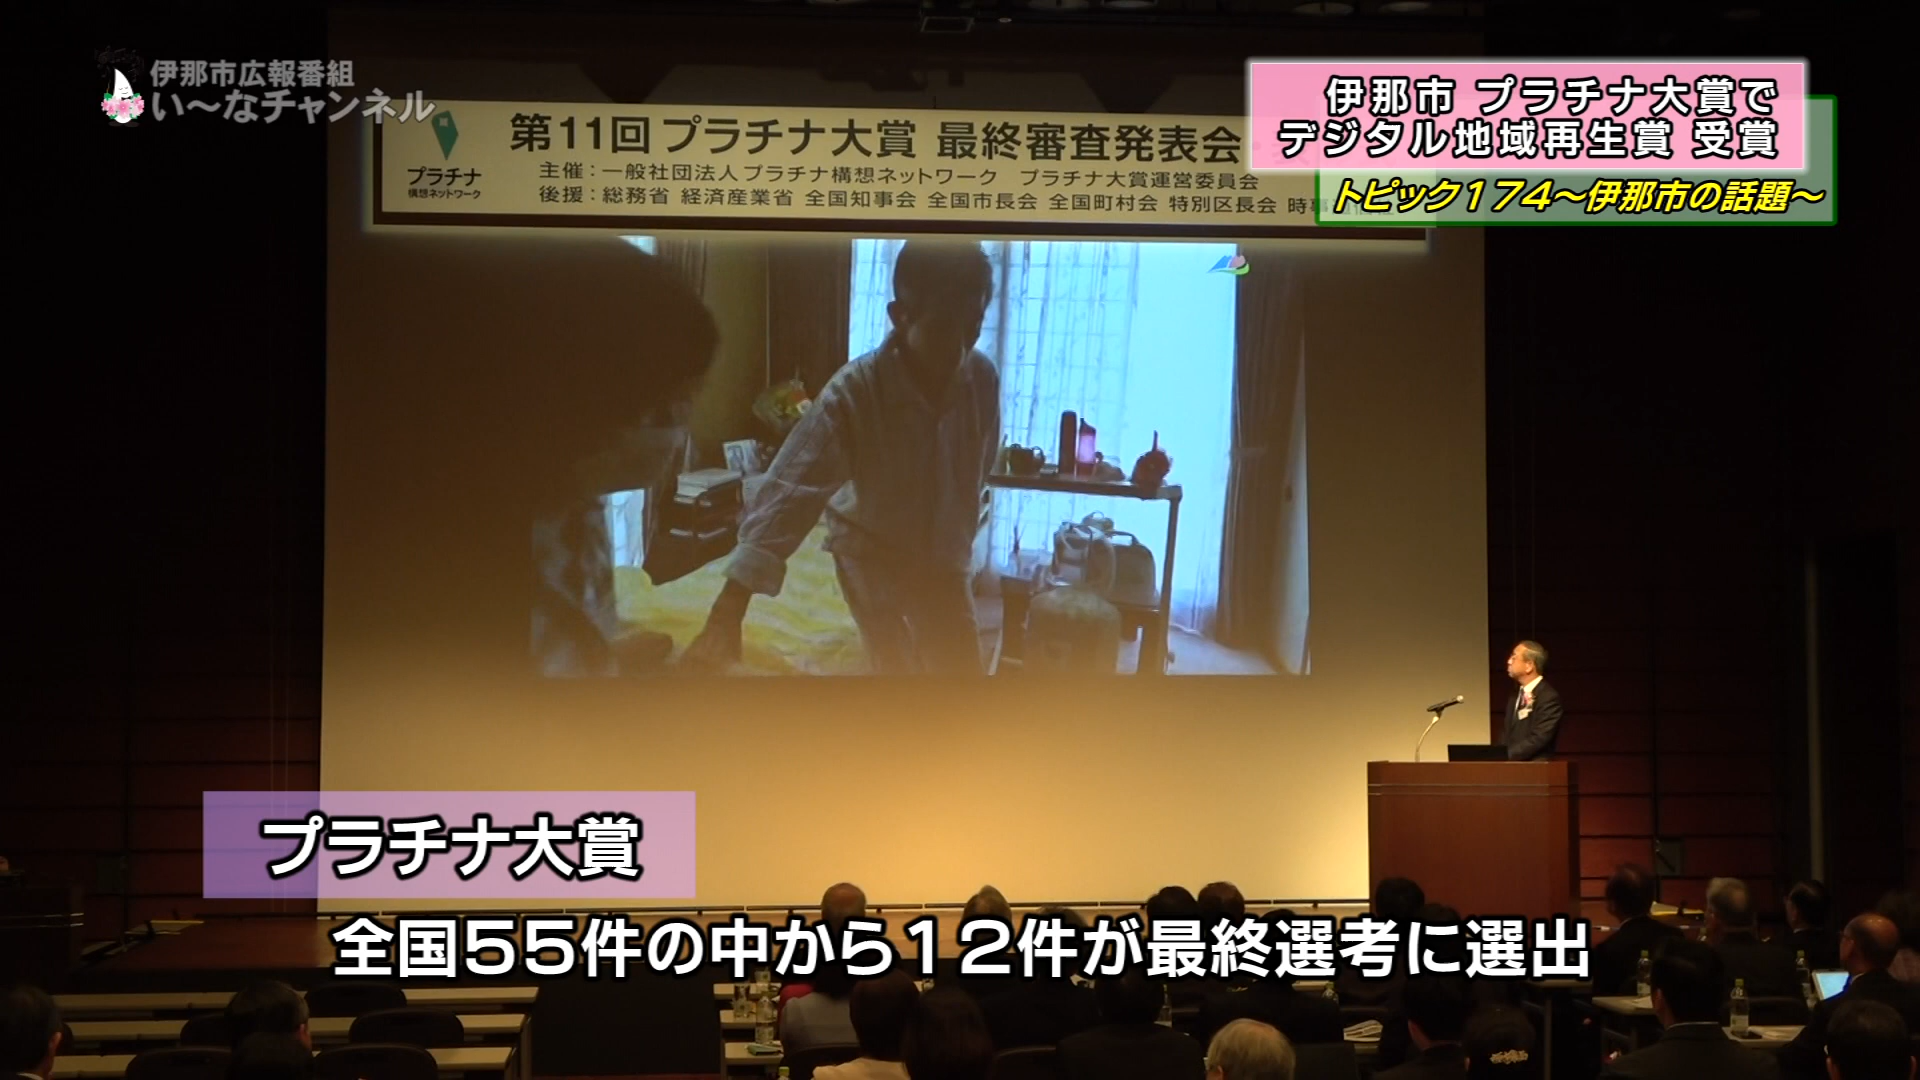 伊那市広報番組
い～なチャンネル
伊那市 プラチナ大賞で
デジタル地域再生賞 受賞
トピック174～伊那市の話題～
第11回 プラチナ大賞 最終審査発表会
プラチナ
構想ネットワーク
主催：一般社団法人プラチナ構想ネットワーク プラチナ大賞運営委員会
後援：総務省 経済産業省 全国知事会 全国市長会 全国町村会 特別区長会 時事
プラチナ大賞
全国55件の中から12件が最終選考に選出